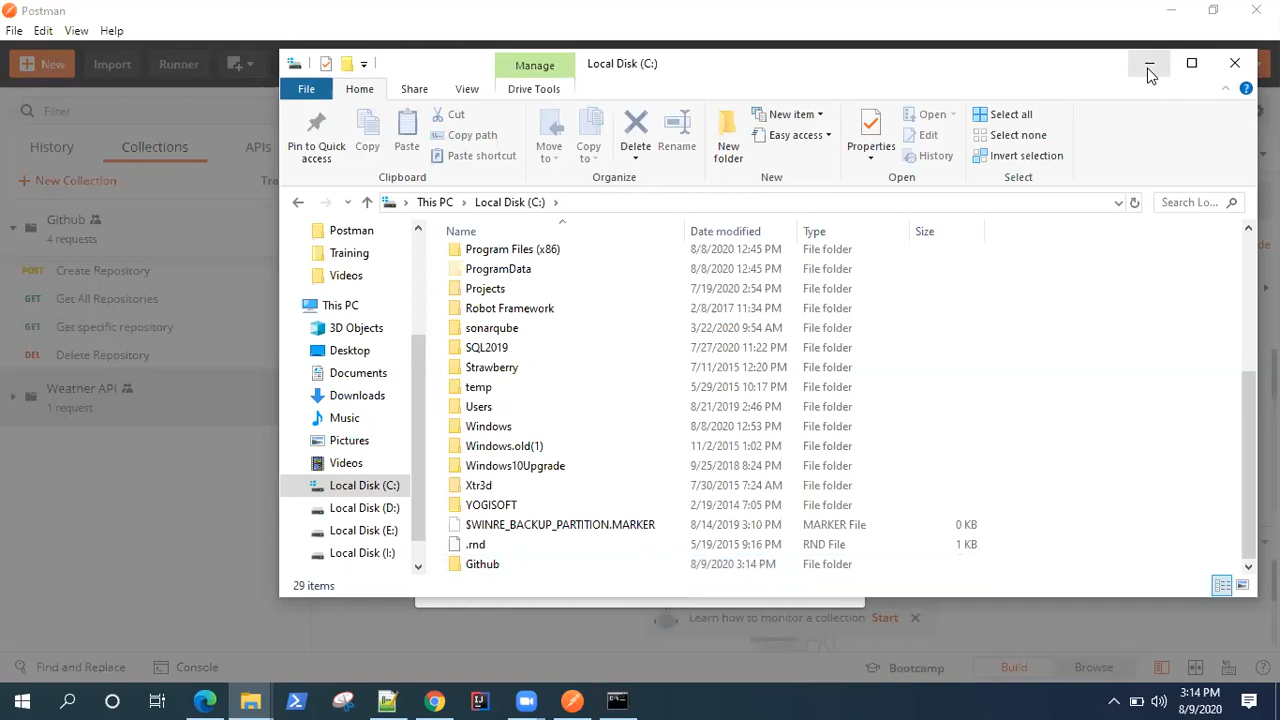 Postman
File Edit View Help
New Import Runner
Manage Local Disk (C:)
File Home Share View Drive Tools
Filter
History Collections APIs
New Collection Tra
Github
4 requests
POST Create Repository
GET Get All Repositories
GET Get specific repository
DEL Delete Repository
Weather API
1 request
Pin to Quick access
Copy
Paste
Cut
Copy path
Paste shortcut
Clipboard
Move to
Copy to
Delete
Rename
Organize
New folder
New item
Easy access
New
Properties
Open
Edit
History
Open
Select all
Select none
Invert selection
Select
This PC > Local Disk (C:) >
Search Lo...
Postman
Training
Videos
This PC
3D Objects
Desktop
Documents
Downloads
Music
Pictures
Videos
Local Disk (C:)
Local Disk (D:)
Local Disk (E:)
Local Disk (I:)
Name Date modified Type Size
Program Files (x86) 8/8/2020 12:45 PM File folder
ProgramData 8/8/2020 12:45 PM File folder
Projects 7/19/2020 2:54 PM File folder
Robot Framework 2/8/2017 11:34 PM File folder
sonarqube 3/22/2020 9:54 AM File folder
SQL2019 7/27/2020 11:22 PM File folder
Strawberry 7/11/2015 12:20 PM File folder
temp 5/29/2015 10:17 PM File folder
Users 8/21/2019 2:46 PM File folder
Windows 8/8/2020 12:53 PM File folder
Windows.old(1) 11/2/2015 1:02 PM File folder
Windows10Upgrade 9/25/2018 8:24 PM File folder
Xtr3d 7/30/2015 7:24 AM File folder
YOGISOFT 2/19/2014 7:05 PM File folder
$WINRE_BACKUP_PARTITION.MARKER 8/14/2019 3:10 PM MARKER File 0 KB
.rnd 5/19/2015 9:16 PM RND File 1 KB
Github 8/9/2020 3:14 PM File folder
29 items
Learn how to monitor a collection Start
Find and Replace Console
Bootcamp Build Browse
3:14 PM
8/9/2020